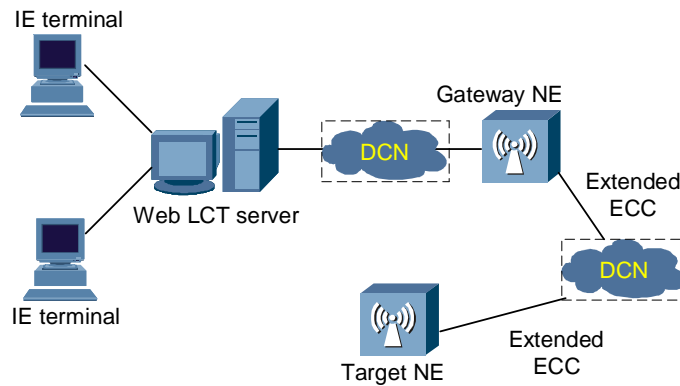 IE terminal
Gateway NE
DCN
Extended
ECC
Web LCT server
DCN
IE terminal
Extended
ECC
Target NE